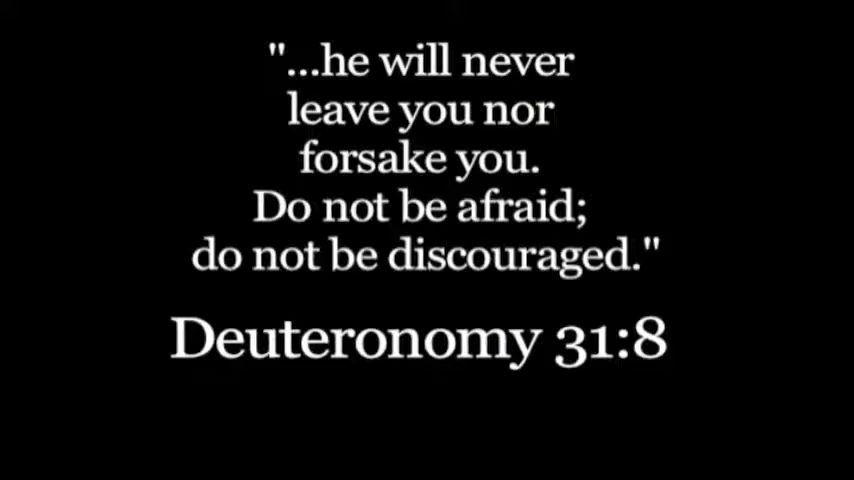 "...he will never
leave you nor
forsake you.
Do not be afraid;
do not be discouraged."
Deuteronomy 31:8